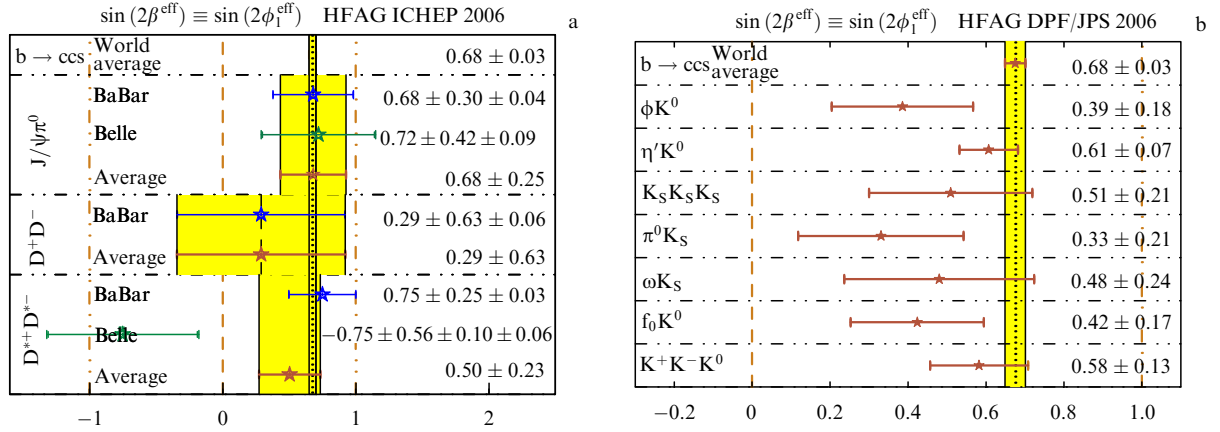 sin (2β^eff) ≡ sin (2ϕ₁^eff) HFAG ICHEP 2006 a
b → ccs World average 0.68 ± 0.03
J/ψπ⁰
BaBar 0.68 ± 0.30 ± 0.04
Belle 0.72 ± 0.42 ± 0.09
Average 0.68 ± 0.25
D⁺D⁻
BaBar 0.29 ± 0.63 ± 0.06
Average 0.29 ± 0.63
D*⁺D*⁻
BaBar 0.75 ± 0.25 ± 0.03
Belle −0.75 ± 0.56 ± 0.10 ± 0.06
Average 0.50 ± 0.23
−1 0 1 2
sin (2β^eff) ≡ sin (2ϕ₁^eff) HFAG DPF/JPS 2006 b
b → ccs World average 0.68 ± 0.03
ϕK⁰ 0.39 ± 0.18
η′K⁰ 0.61 ± 0.07
K_SK_SK_S 0.51 ± 0.21
π⁰K_S 0.33 ± 0.21
ωK_S 0.48 ± 0.24
f₀K⁰ 0.42 ± 0.17
K⁺K⁻K⁰ 0.58 ± 0.13
−0.2 0 0.2 0.4 0.6 0.8 1.0